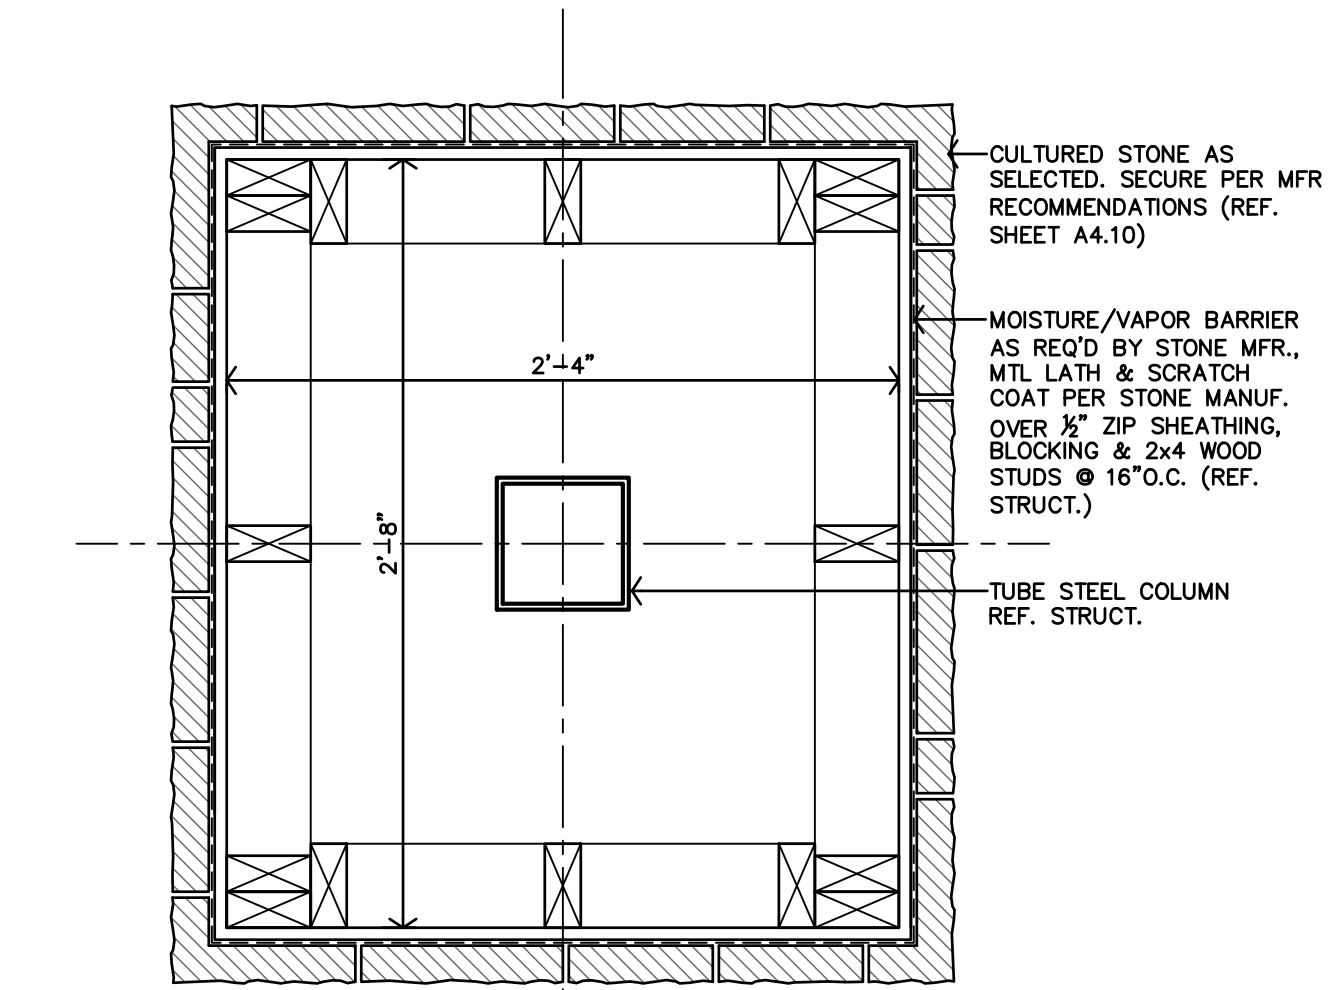 CULTURED STONE AS
SELECTED. SECURE PER MFR
RECOMMENDATIONS (REF.
SHEET A4.10)
MOISTURE/VAPOR BARRIER
AS REQ'D BY STONE MFR.,
MTL LATH & SCRATCH
COAT PER STONE MANUF.
OVER ½" ZIP SHEATHING,
BLOCKING & 2x4 WOOD
STUDS @ 16"O.C. (REF.
STRUCT.)
2'-4"
2'-8"
TUBE STEEL COLUMN
REF. STRUCT.